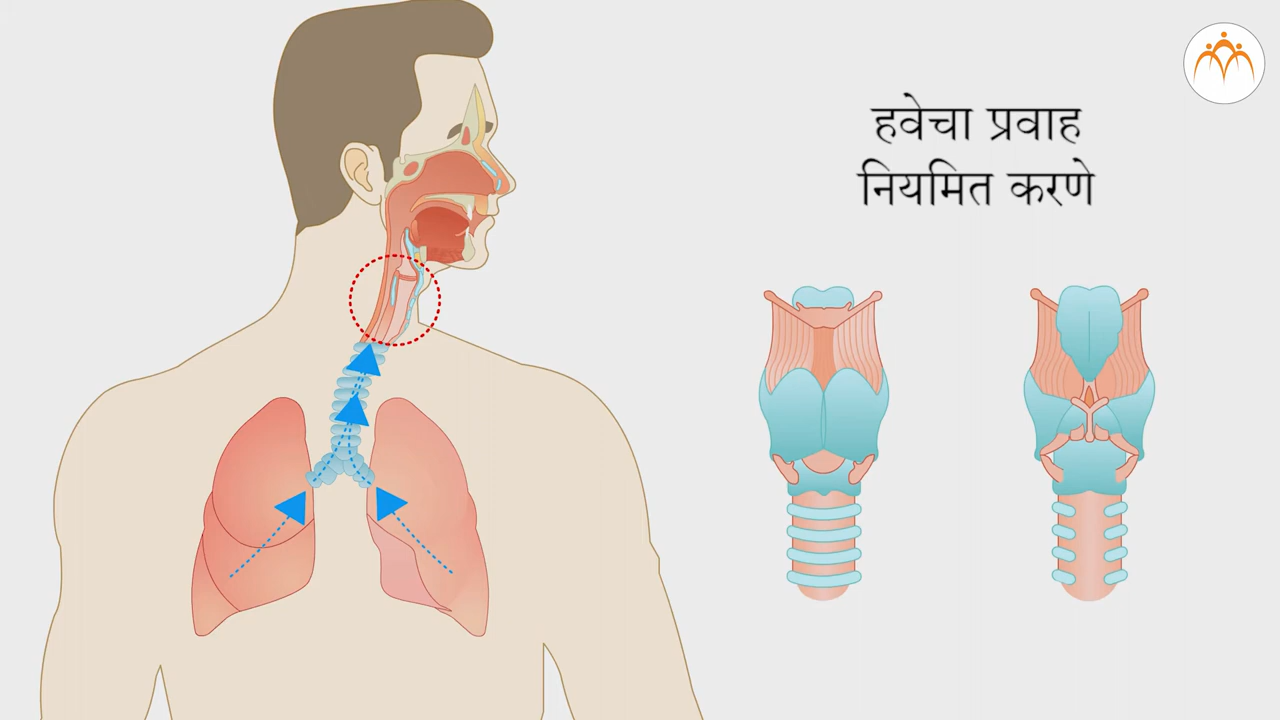 हवेचा प्रवाह
नियमित करणे